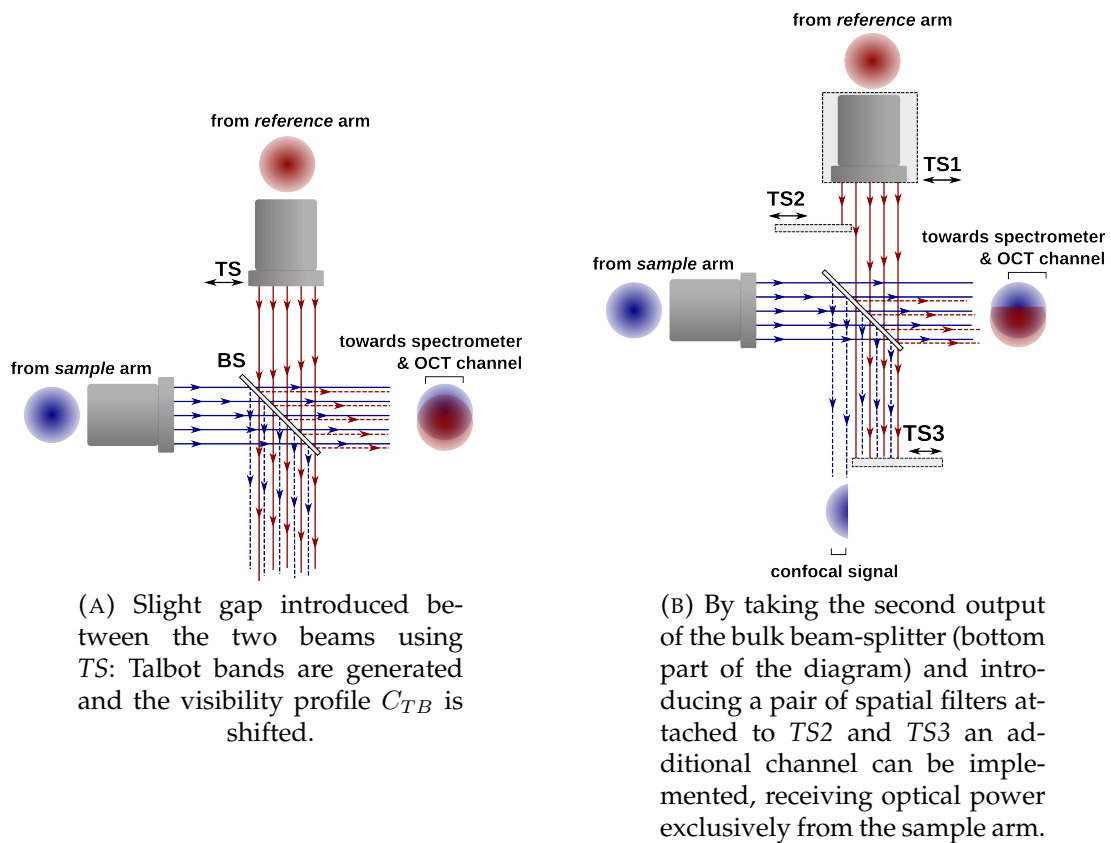 from reference arm
TS
BS
from sample arm
towards spectrometer
& OCT channel
(A) Slight gap introduced be-
tween the two beams using
TS: Talbot bands are generated
and the visibility profile C_TB is
shifted.
from reference arm
TS1
TS2
towards spectrometer
& OCT channel
from sample arm
TS3
confocal signal
(B) By taking the second output
of the bulk beam-splitter (bottom
part of the diagram) and intro-
ducing a pair of spatial filters at-
tached to TS2 and TS3 an ad-
ditional channel can be imple-
mented, receiving optical power
exclusively from the sample arm.